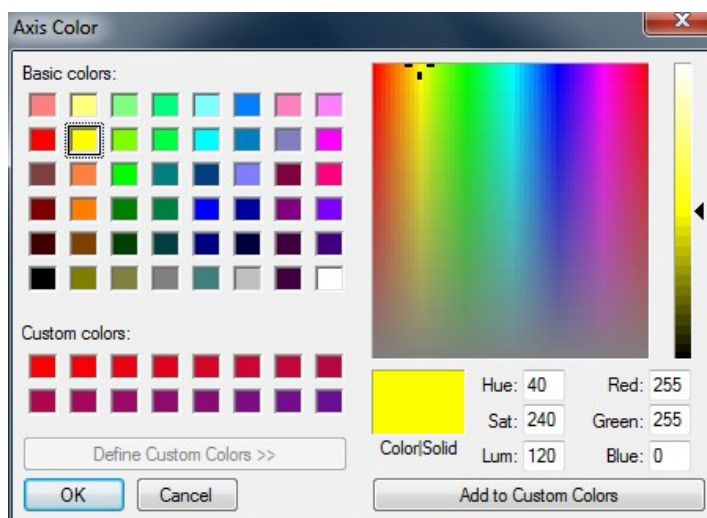 Axis Color
X
Basic colors:
Custom colors:
Define Custom Colors >>
OK
Cancel
Color|Solid
Hue: 40
Sat: 240
Lum: 120
Red: 255
Green: 255
Blue: 0
Add to Custom Colors